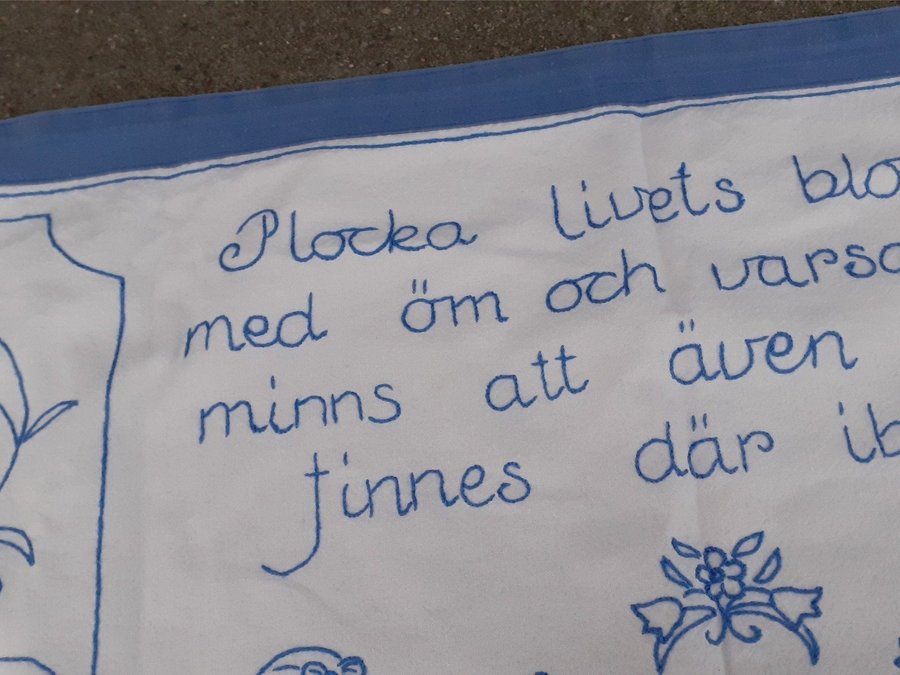 Plocka livets blo
med öm och varsa
minns att även
finnes där ib